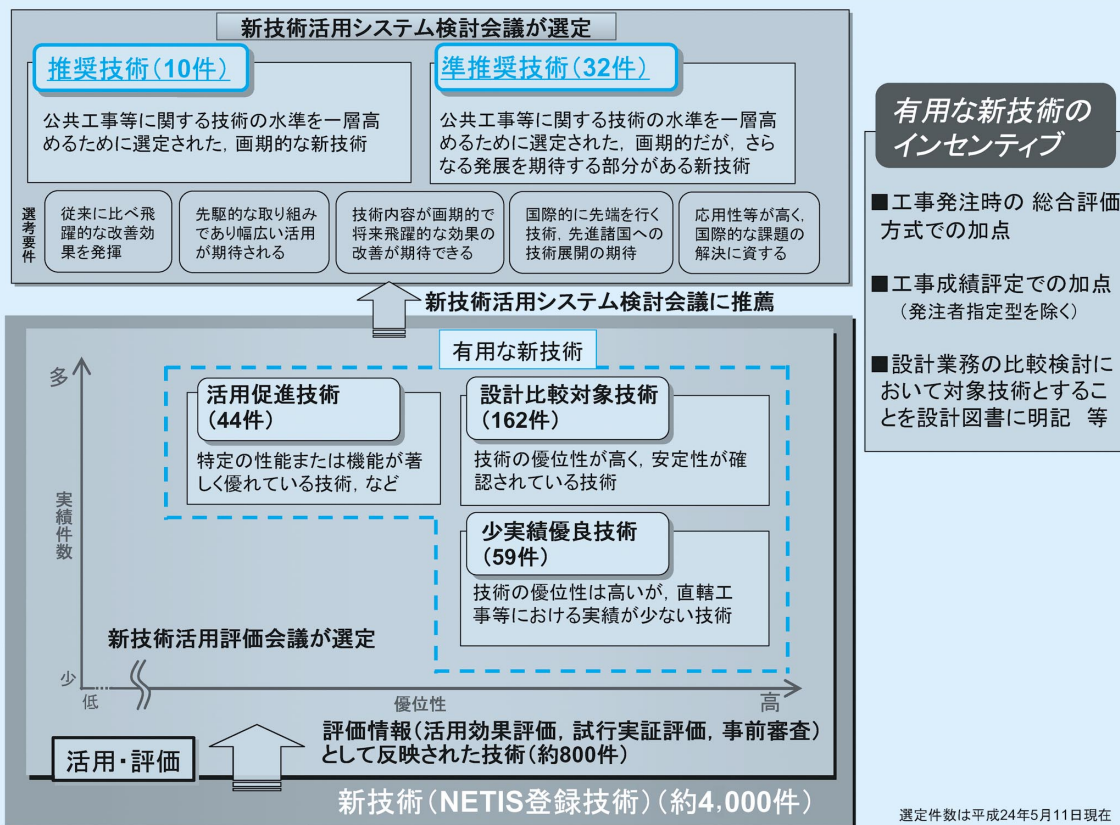 新技術活用システム検討会議が選定
推奨技術(10件)
公共工事等に関する技術の水準を一層高
めるために選定された, 画期的な新技術
準推奨技術(32件)
公共工事等に関する技術の水準を一層高
めるために選定された, 画期的だが, さら
なる発展を期待する部分がある新技術
選考要件
従来に比べ飛
躍的な改善効
果を発揮
先駆的な取り組み
であり幅広い活用
が期待される
技術内容が画期的で
将来飛躍的な効果の
改善が期待できる
国際的に先端を行く
技術, 先進諸国への
技術展開の期待
応用性等が高く,
国際的な課題の
解決に資する
新技術活用システム検討会議に推薦
有用な新技術
多
実績件数
少
低
優位性
高
活用促進技術
(44件)
特定の性能または機能が著
しく優れている技術, など
設計比較対象技術
(162件)
技術の優位性が高く, 安定性が確
認されている技術
少実績優良技術
(59件)
技術の優位性は高いが, 直轄工
事等における実績が少ない技術
新技術活用評価会議が選定
活用・評価
評価情報(活用効果評価, 試行実証評価, 事前審査)
として反映された技術(約800件)
新技術(NETIS登録技術)(約4,000件)
有用な新技術の
インセンティブ
■工事発注時の 総合評価
方式での加点
■工事成績評定での加点
(発注者指定型を除く)
■設計業務の比較検討に
おいて対象技術とするこ
とを設計図書に明記 等
選定件数は平成24年5月11日現在